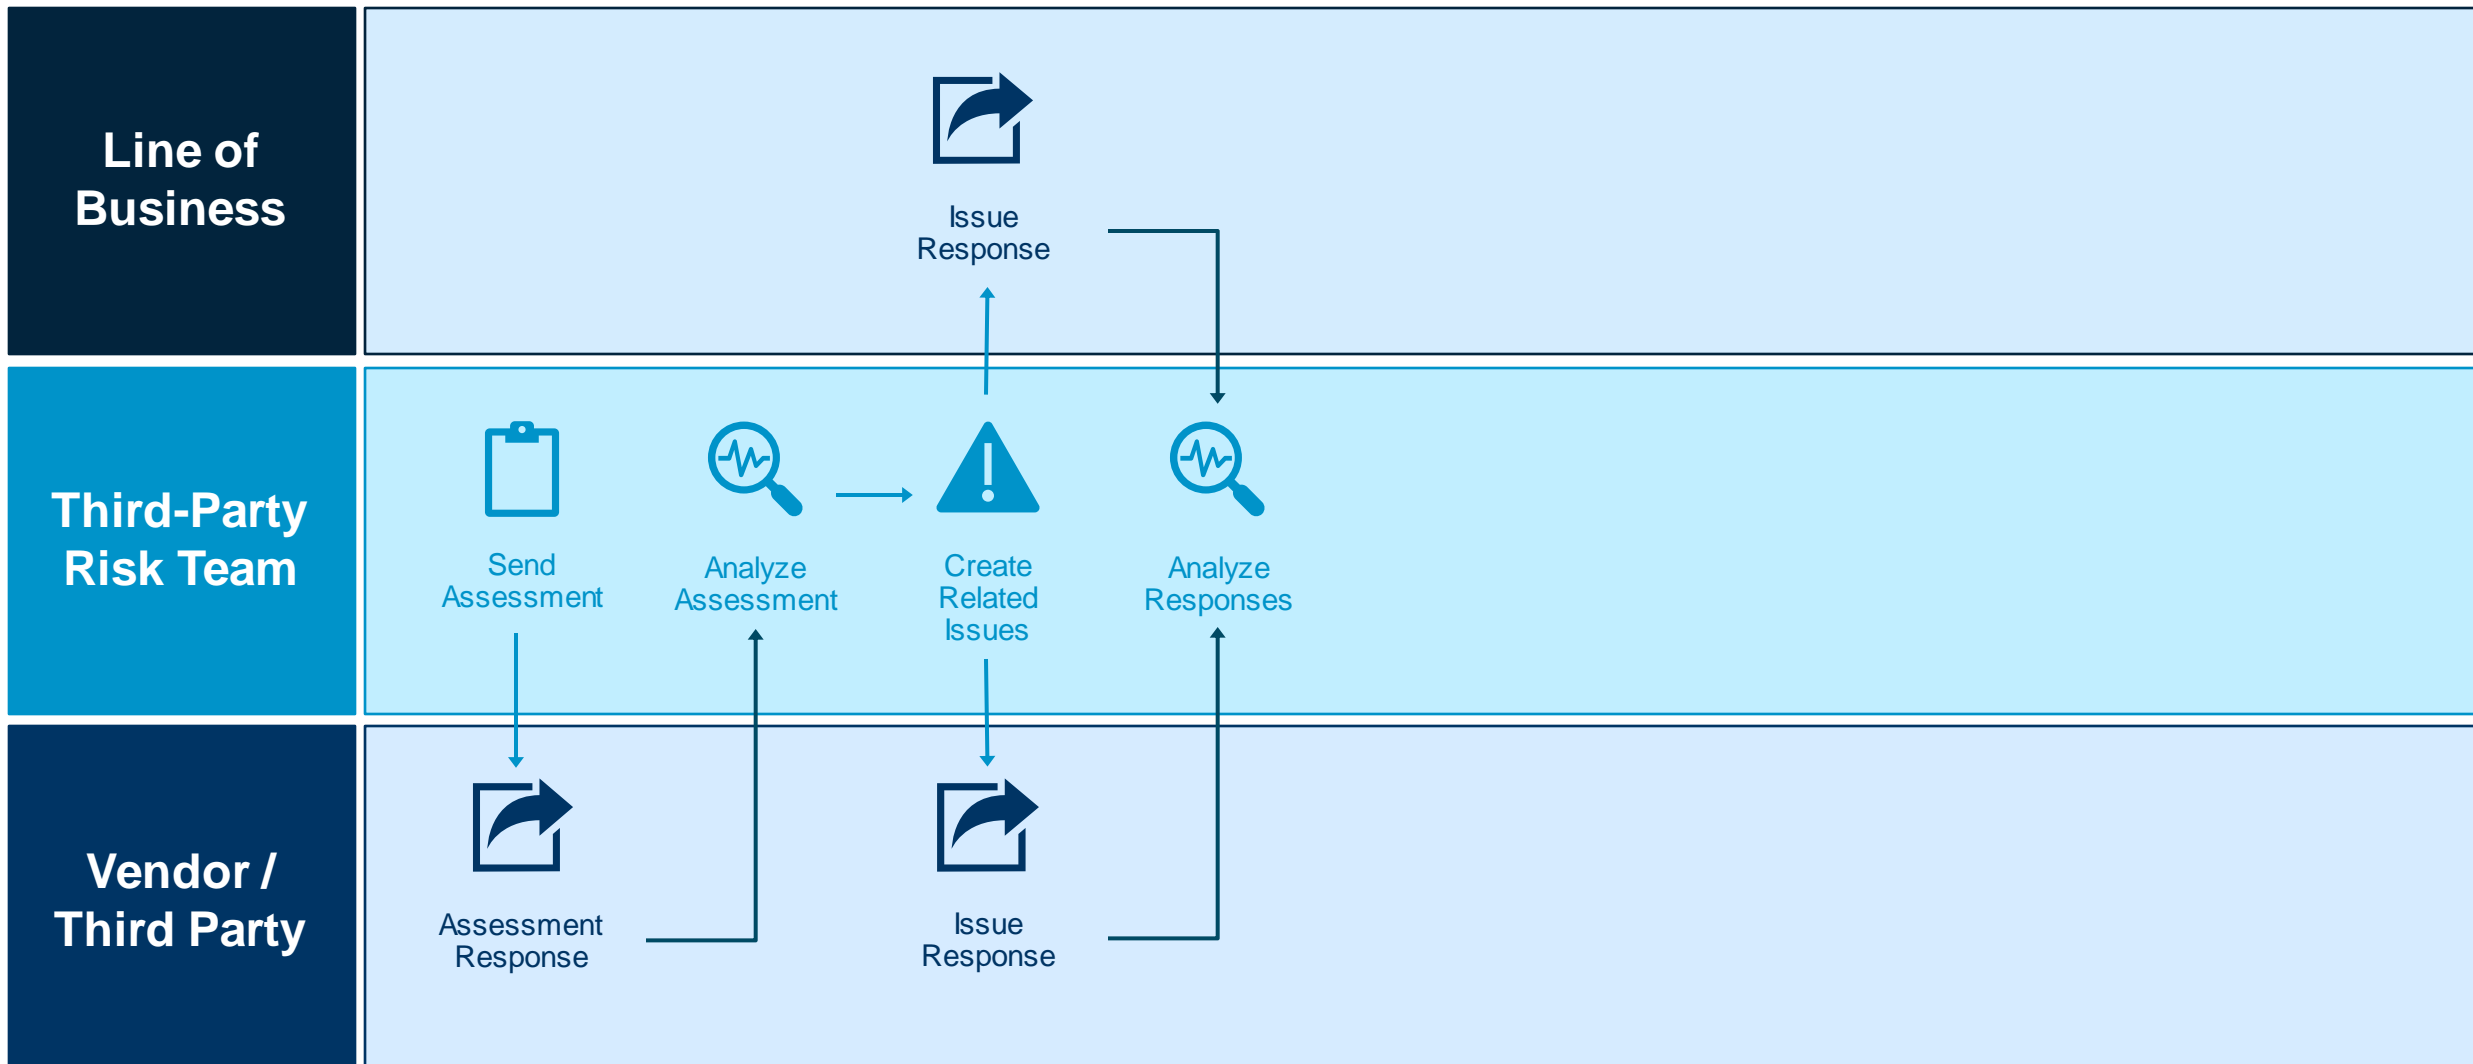 Line of
Business
Issue
Response
Third-Party
Risk Team
Send
Assessment
Analyze
Assessment
Create
Related
Issues
Analyze
Responses
Vendor /
Third Party
Assessment
Response
Issue
Response